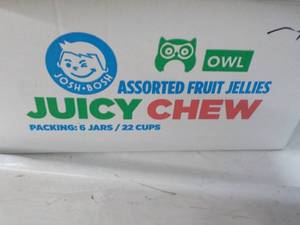 JOSH•BOSH
OWL
ASSORTED FRUIT JELLIES
JUICY CHEW
PACKING: 6 JARS / 22 CUPS